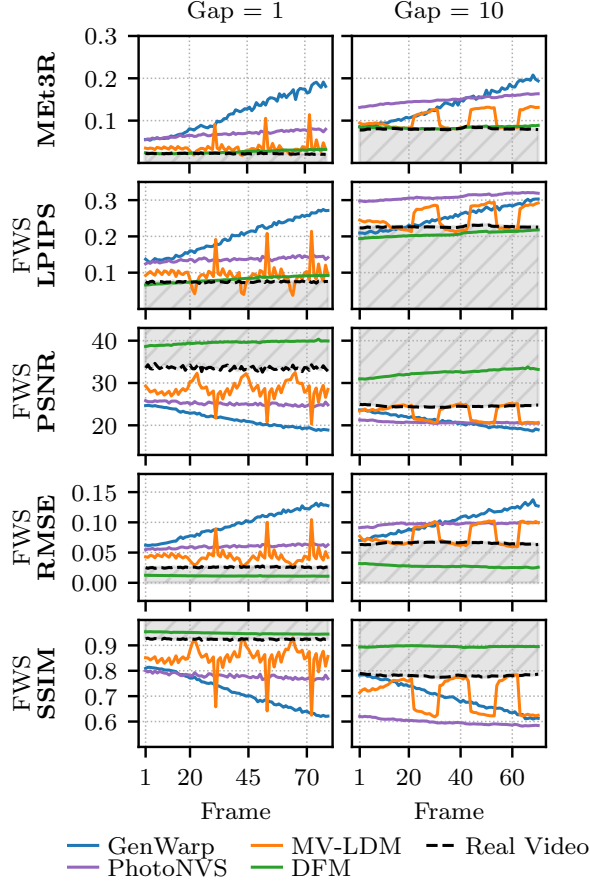 Gap = 1 Gap = 10
0.3
0.2
0.1
MEt3R
0.3
0.2
0.1
FWS
LPIPS
40
30
20
FWS
PSNR
0.15
0.10
0.05
0.00
FWS
RMSE
0.9
0.8
0.7
0.6
FWS
SSIM
1 20 45 70 1 20 40 60
Frame Frame
GenWarp MV-LDM Real Video
PhotoNVS DFM